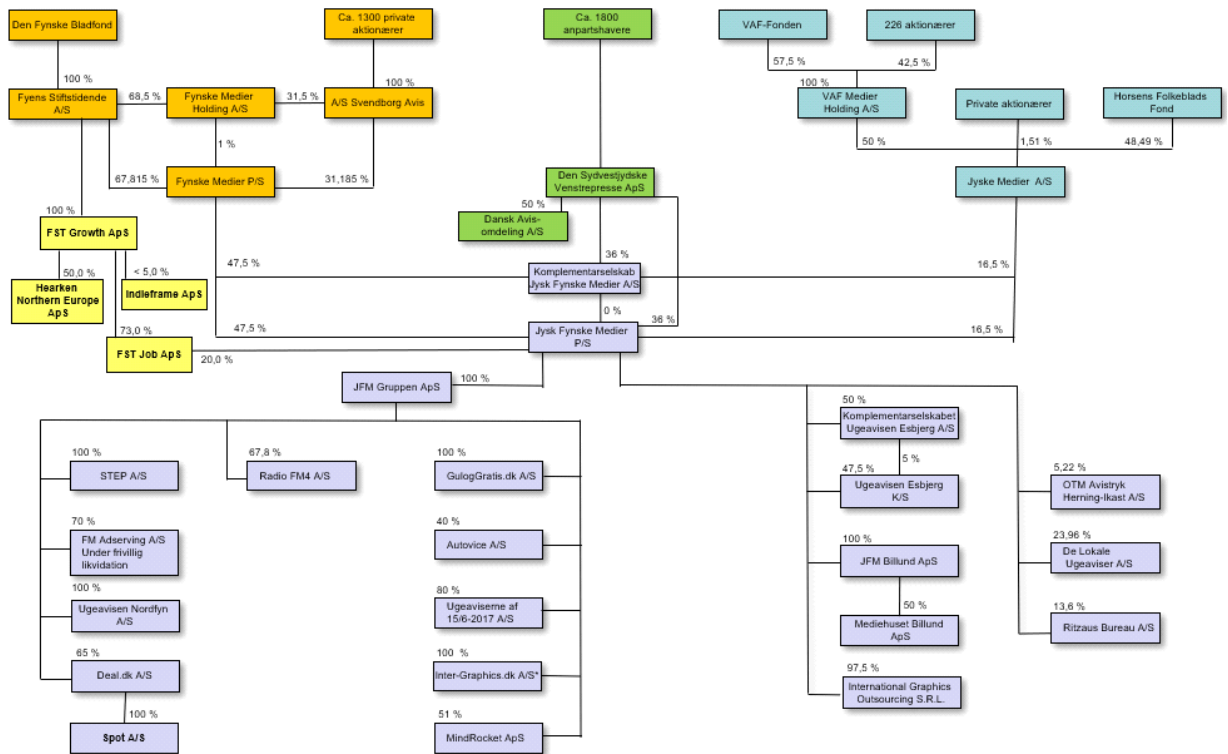 Den Fynske Bladfond
Ca. 1300 private
aktionærer
Ca. 1800
anpartshavere
VAF-Fonden
226 aktionærer
100 %
100 %
57,5 %
42,5 %
100 %
Fyens Stiftstidende
A/S
68,5 %
Fynske Medier
Holding A/S
31,5 %
A/S Svendborg Avis
VAF Medier
Holding A/S
Private aktionærer
Horsens Folkeblads
Fond
1 %
50 %
1,51 %
48,49 %
67,815 %
Fynske Medier P/S
31,185 %
Den Sydvestjydske
Venstrepresse ApS
Jyske Medier A/S
50 %
Dansk Avis-
omdeling A/S
100 %
FST Growth ApS
50,0 %
< 5,0 %
Hearken
Northern Europe
ApS
Indieframe ApS
47,5 %
36 %
16,5 %
Komplementarselskab
Jysk Fynske Medier A/S
0 %
36 %
73,0 %
47,5 %
Jysk Fynske Medier
P/S
16,5 %
FST Job ApS
20,0 %
JFM Gruppen ApS
100 %
100 %
STEP A/S
67,8 %
Radio FM4 A/S
100 %
GulogGratis.dk A/S
70 %
FM Adserving A/S
Under frivillig
likvidation
40 %
Autovice A/S
100 %
Ugeavisen Nordfyn
A/S
80 %
Ugeaviserne af
15/6-2017 A/S
65 %
Deal.dk A/S
100 %
Inter-Graphics.dk A/S*
100 %
Spot A/S
51 %
MindRocket ApS
50 %
Komplementarselskabet
Ugeavisen Esbjerg A/S
5 %
47,5 %
Ugeavisen Esbjerg
K/S
100 %
JFM Billund ApS
50 %
Mediehuset Billund
ApS
97,5 %
International Graphics
Outsourcing S.R.L.
5,22 %
OTM Avistryk
Herning-Ikast A/S
23,96 %
De Lokale
Ugeaviser A/S
13,6 %
Ritzaus Bureau A/S